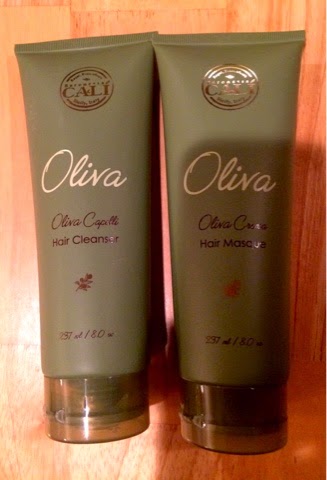 CALI
Oliva
Oliva Capelli
Hair Cleanser
237 ml / 8.0 oz
CALI
Oliva
Oliva Crema
Hair Masque
237 ml / 8.0 oz